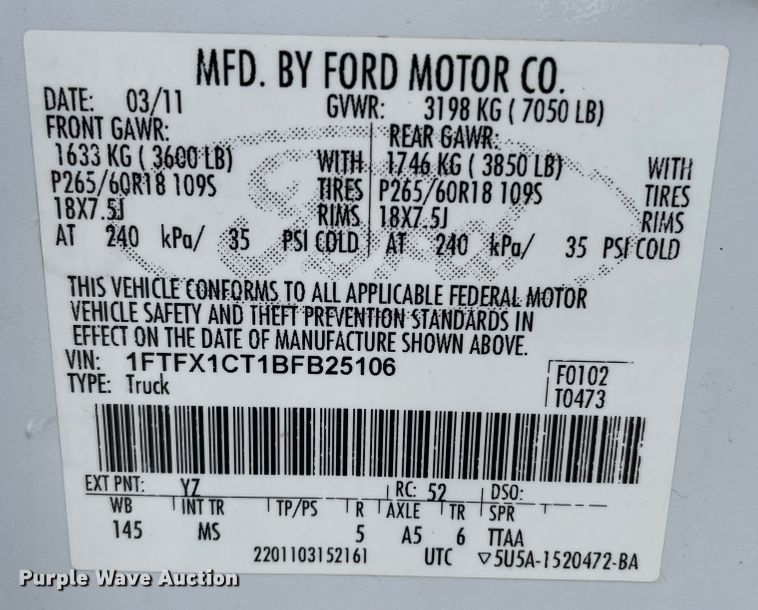 MFD. BY FORD MOTOR CO.
DATE: 03/11 GVWR: 3198 KG ( 7050 LB)
FRONT GAWR: REAR GAWR:
1633 KG ( 3600 LB) WITH 1746 KG ( 3850 LB) WITH
P265/60R18 109S TIRES P265/60R18 109S TIRES
18X7.5J RIMS 18X7.5J RIMS
AT 240 kPa/ 35 PSI COLD AT 240 kPa/ 35 PSI COLD
Ford
THIS VEHICLE CONFORMS TO ALL APPLICABLE FEDERAL MOTOR
VEHICLE SAFETY AND THEFT PREVENTION STANDARDS IN
EFFECT ON THE DATE OF MANUFACTURE SHOWN ABOVE.
VIN: 1FTFX1CT1BFB25106 F0102
TYPE: Truck T0473
EXT PNT: YZ RC: 52 DSO:
WB INT TR TP/PS R AXLE TR SPR
145 MS 5 A5 6 TTAA
2201103152161 UTC ▽5U5A-1520472-BA
Purple Wave Auction